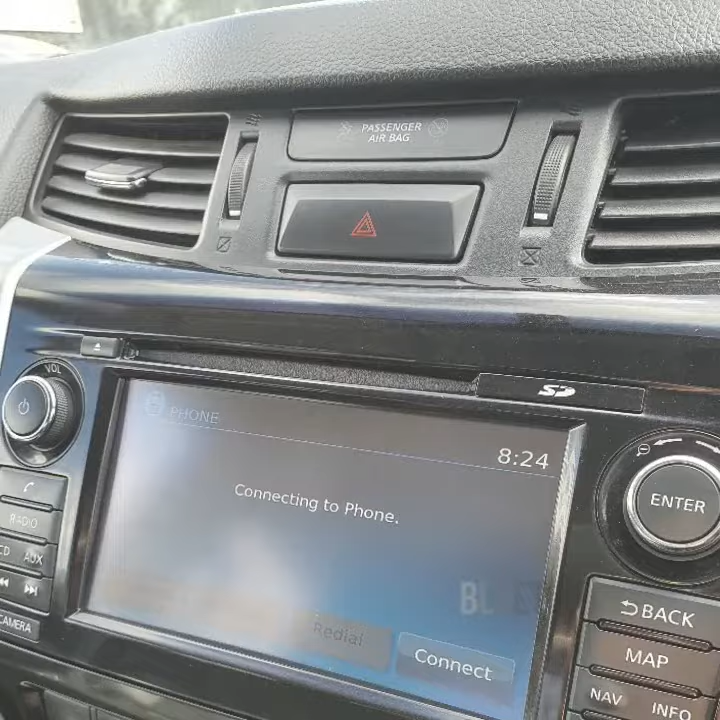 PASSENGER
AIR BAG
VOL
SD
PHONE
8:24
Connecting to Phone.
RADIO
CD AUX
CAMERA
Redial
Connect
BL
ENTER
BACK
MAP
NAV
INFO